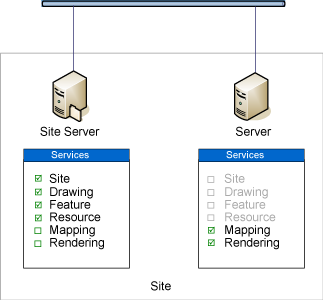 Site Server
Server
Services
Site
Drawing
Feature
Resource
Mapping
Rendering
Services
Site
Drawing
Feature
Resource
Mapping
Rendering
Site